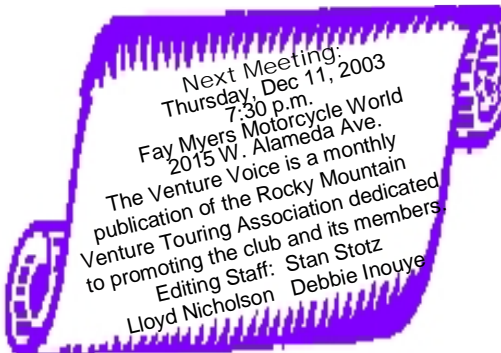 Next Meeting:
Thursday, Dec 11, 2003
7:30 p.m.
Fay Myers Motorcycle World
2015 W. Alameda Ave.
The Venture Voice is a monthly
publication of the Rocky Mountain
Venture Touring Association dedicated
to promoting the club and its members.
Editing Staff: Stan Stotz
Lloyd Nicholson Debbie Inouye